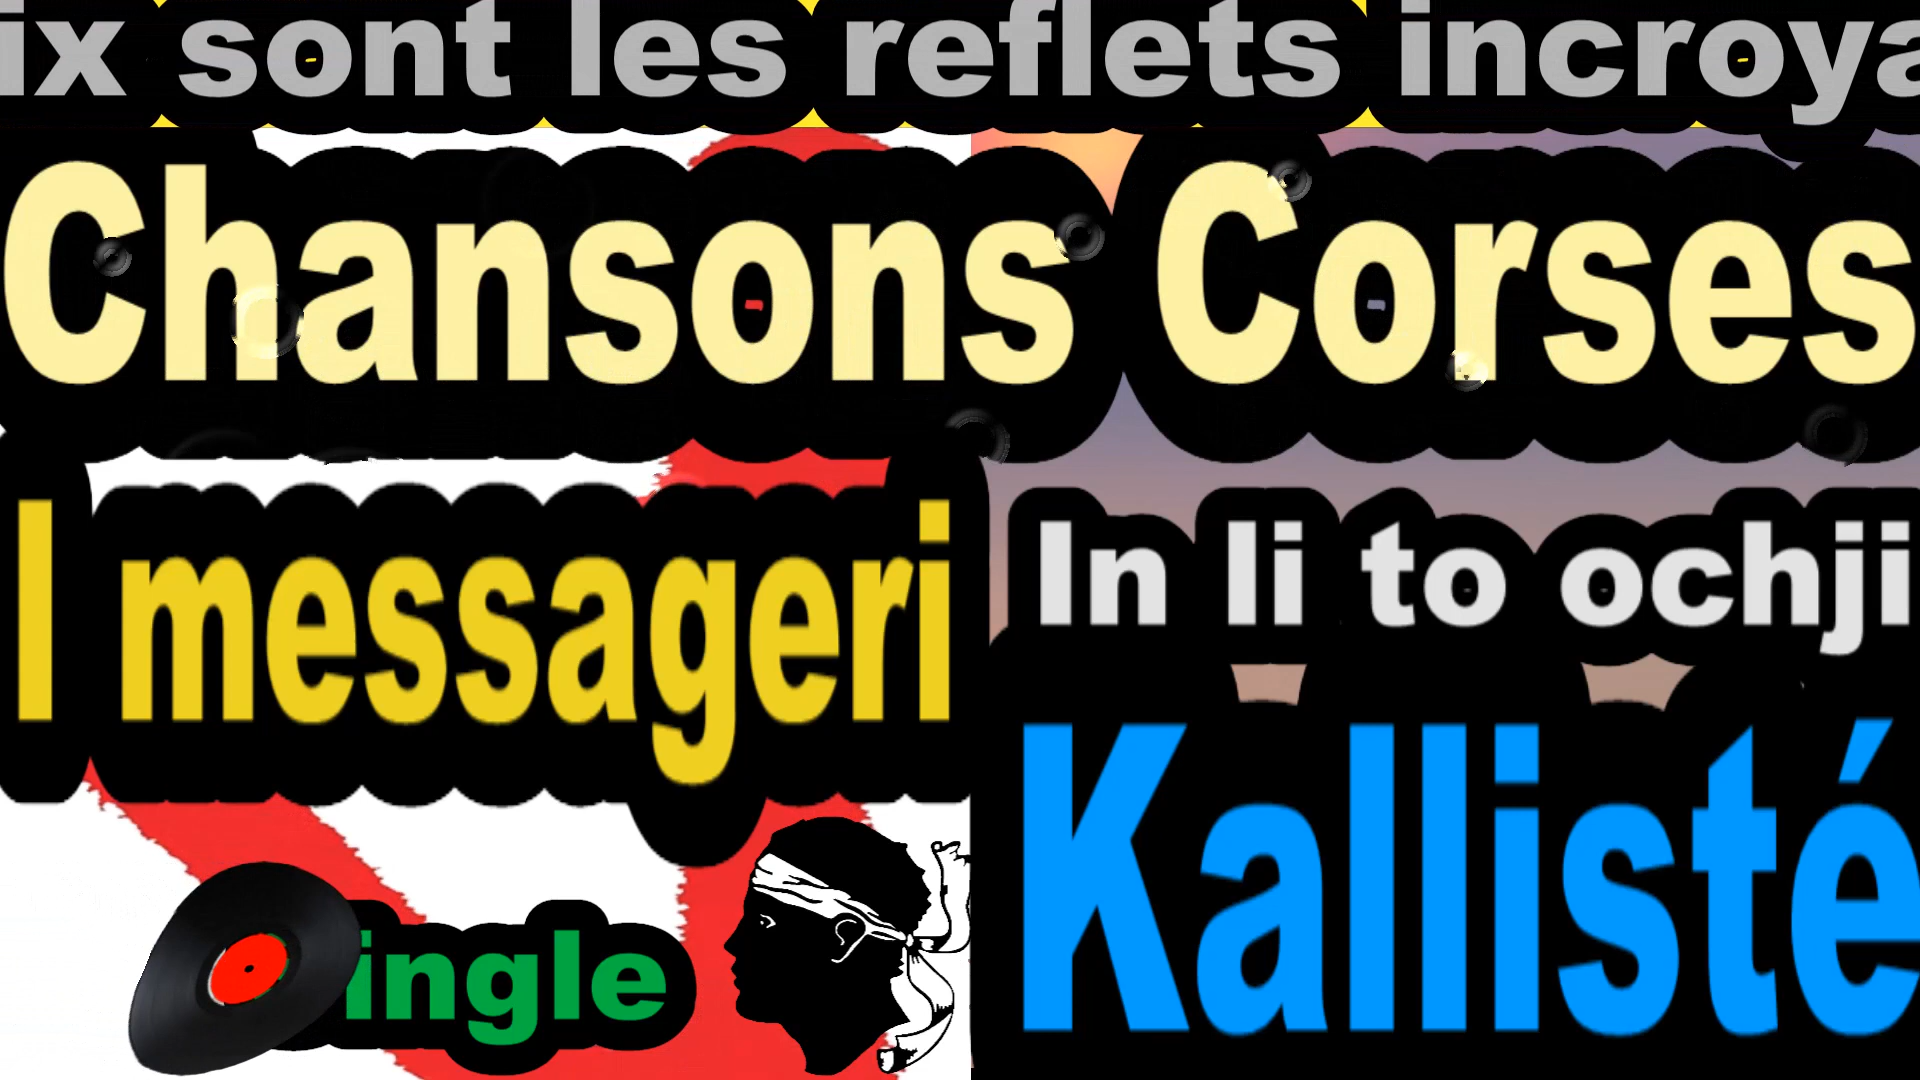 ix sont les reflets incroya
Chansons Corses
I messageri
In li to ochji
Kallisté
ingle